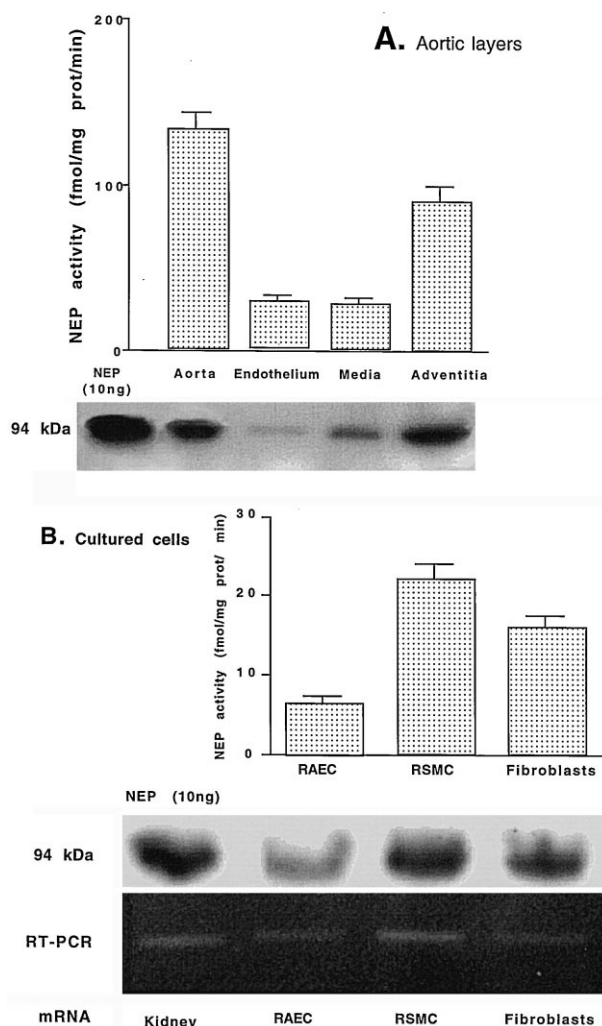 A. Aortic layers
NEP activity (fmol/mg prot/min)
200
100
0
NEP
(10ng)
Aorta Endothelium Media Adventitia
94 kDa
B. Cultured cells
NEP activity (fmol/mg prot/ min)
30
20
10
0
RAEC RSMC Fibroblasts
NEP (10ng)
94 kDa
RT-PCR
mRNA Kidney RAEC RSMC Fibroblasts